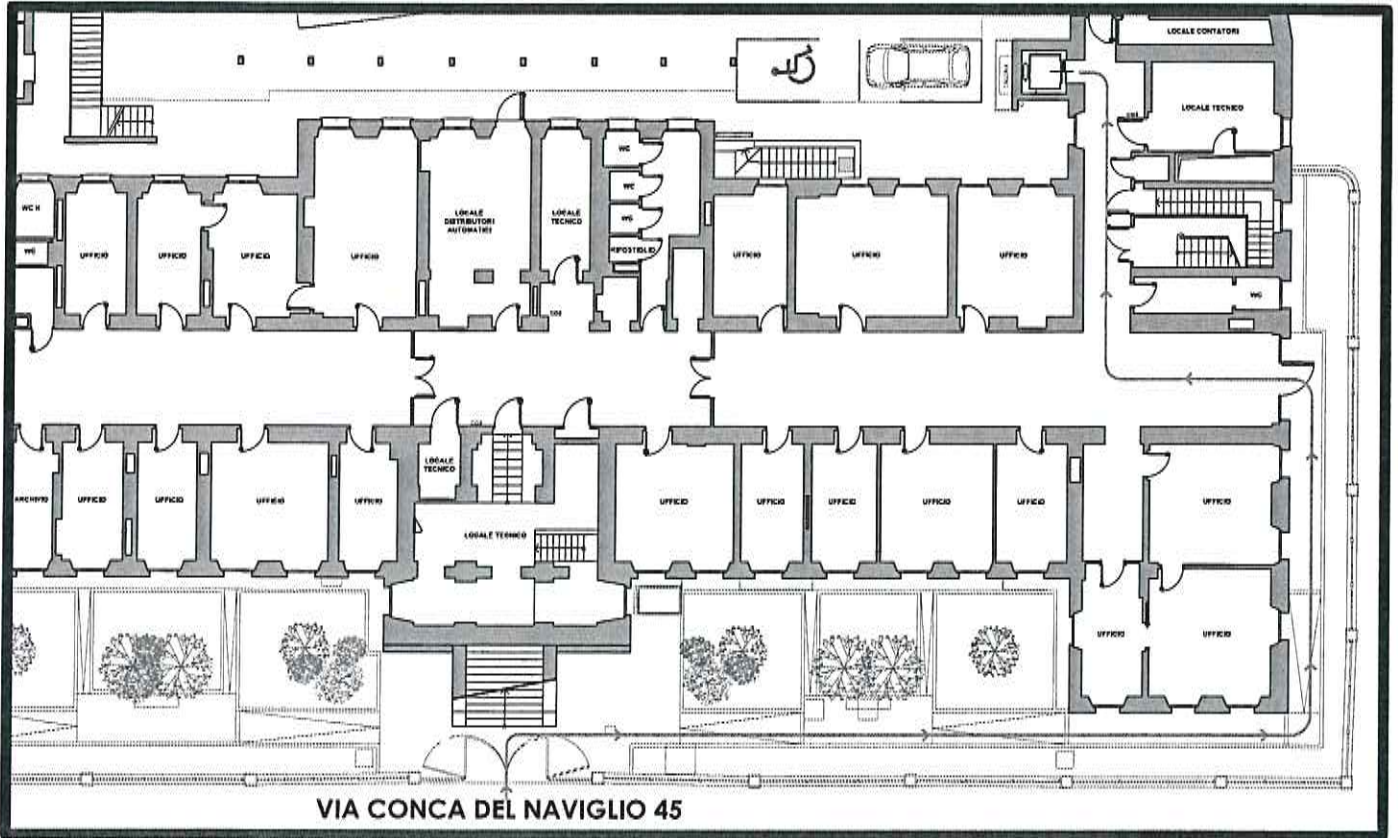 LOCALE CONTATORI
LOCALE TECNICO
WC
WC
WC
RIPOSTIGLIO
WC H
WC
UFFICIO
UFFICIO
UFFICIO
UFFICIO
LOCALE
DISTRIBUTORI
AUTOMATICI
LOCALE
TECNICO
UFFICIO
UFFICIO
UFFICIO
WC
ARCHIVIO
UFFICIO
UFFICIO
UFFICIO
UFFICIO
LOCALE
TECNICO
LOCALE TECNICO
UFFICIO
UFFICIO
UFFICIO
UFFICIO
UFFICIO
UFFICIO
UFFICIO
UFFICIO
VIA CONCA DEL NAVIGLIO 45